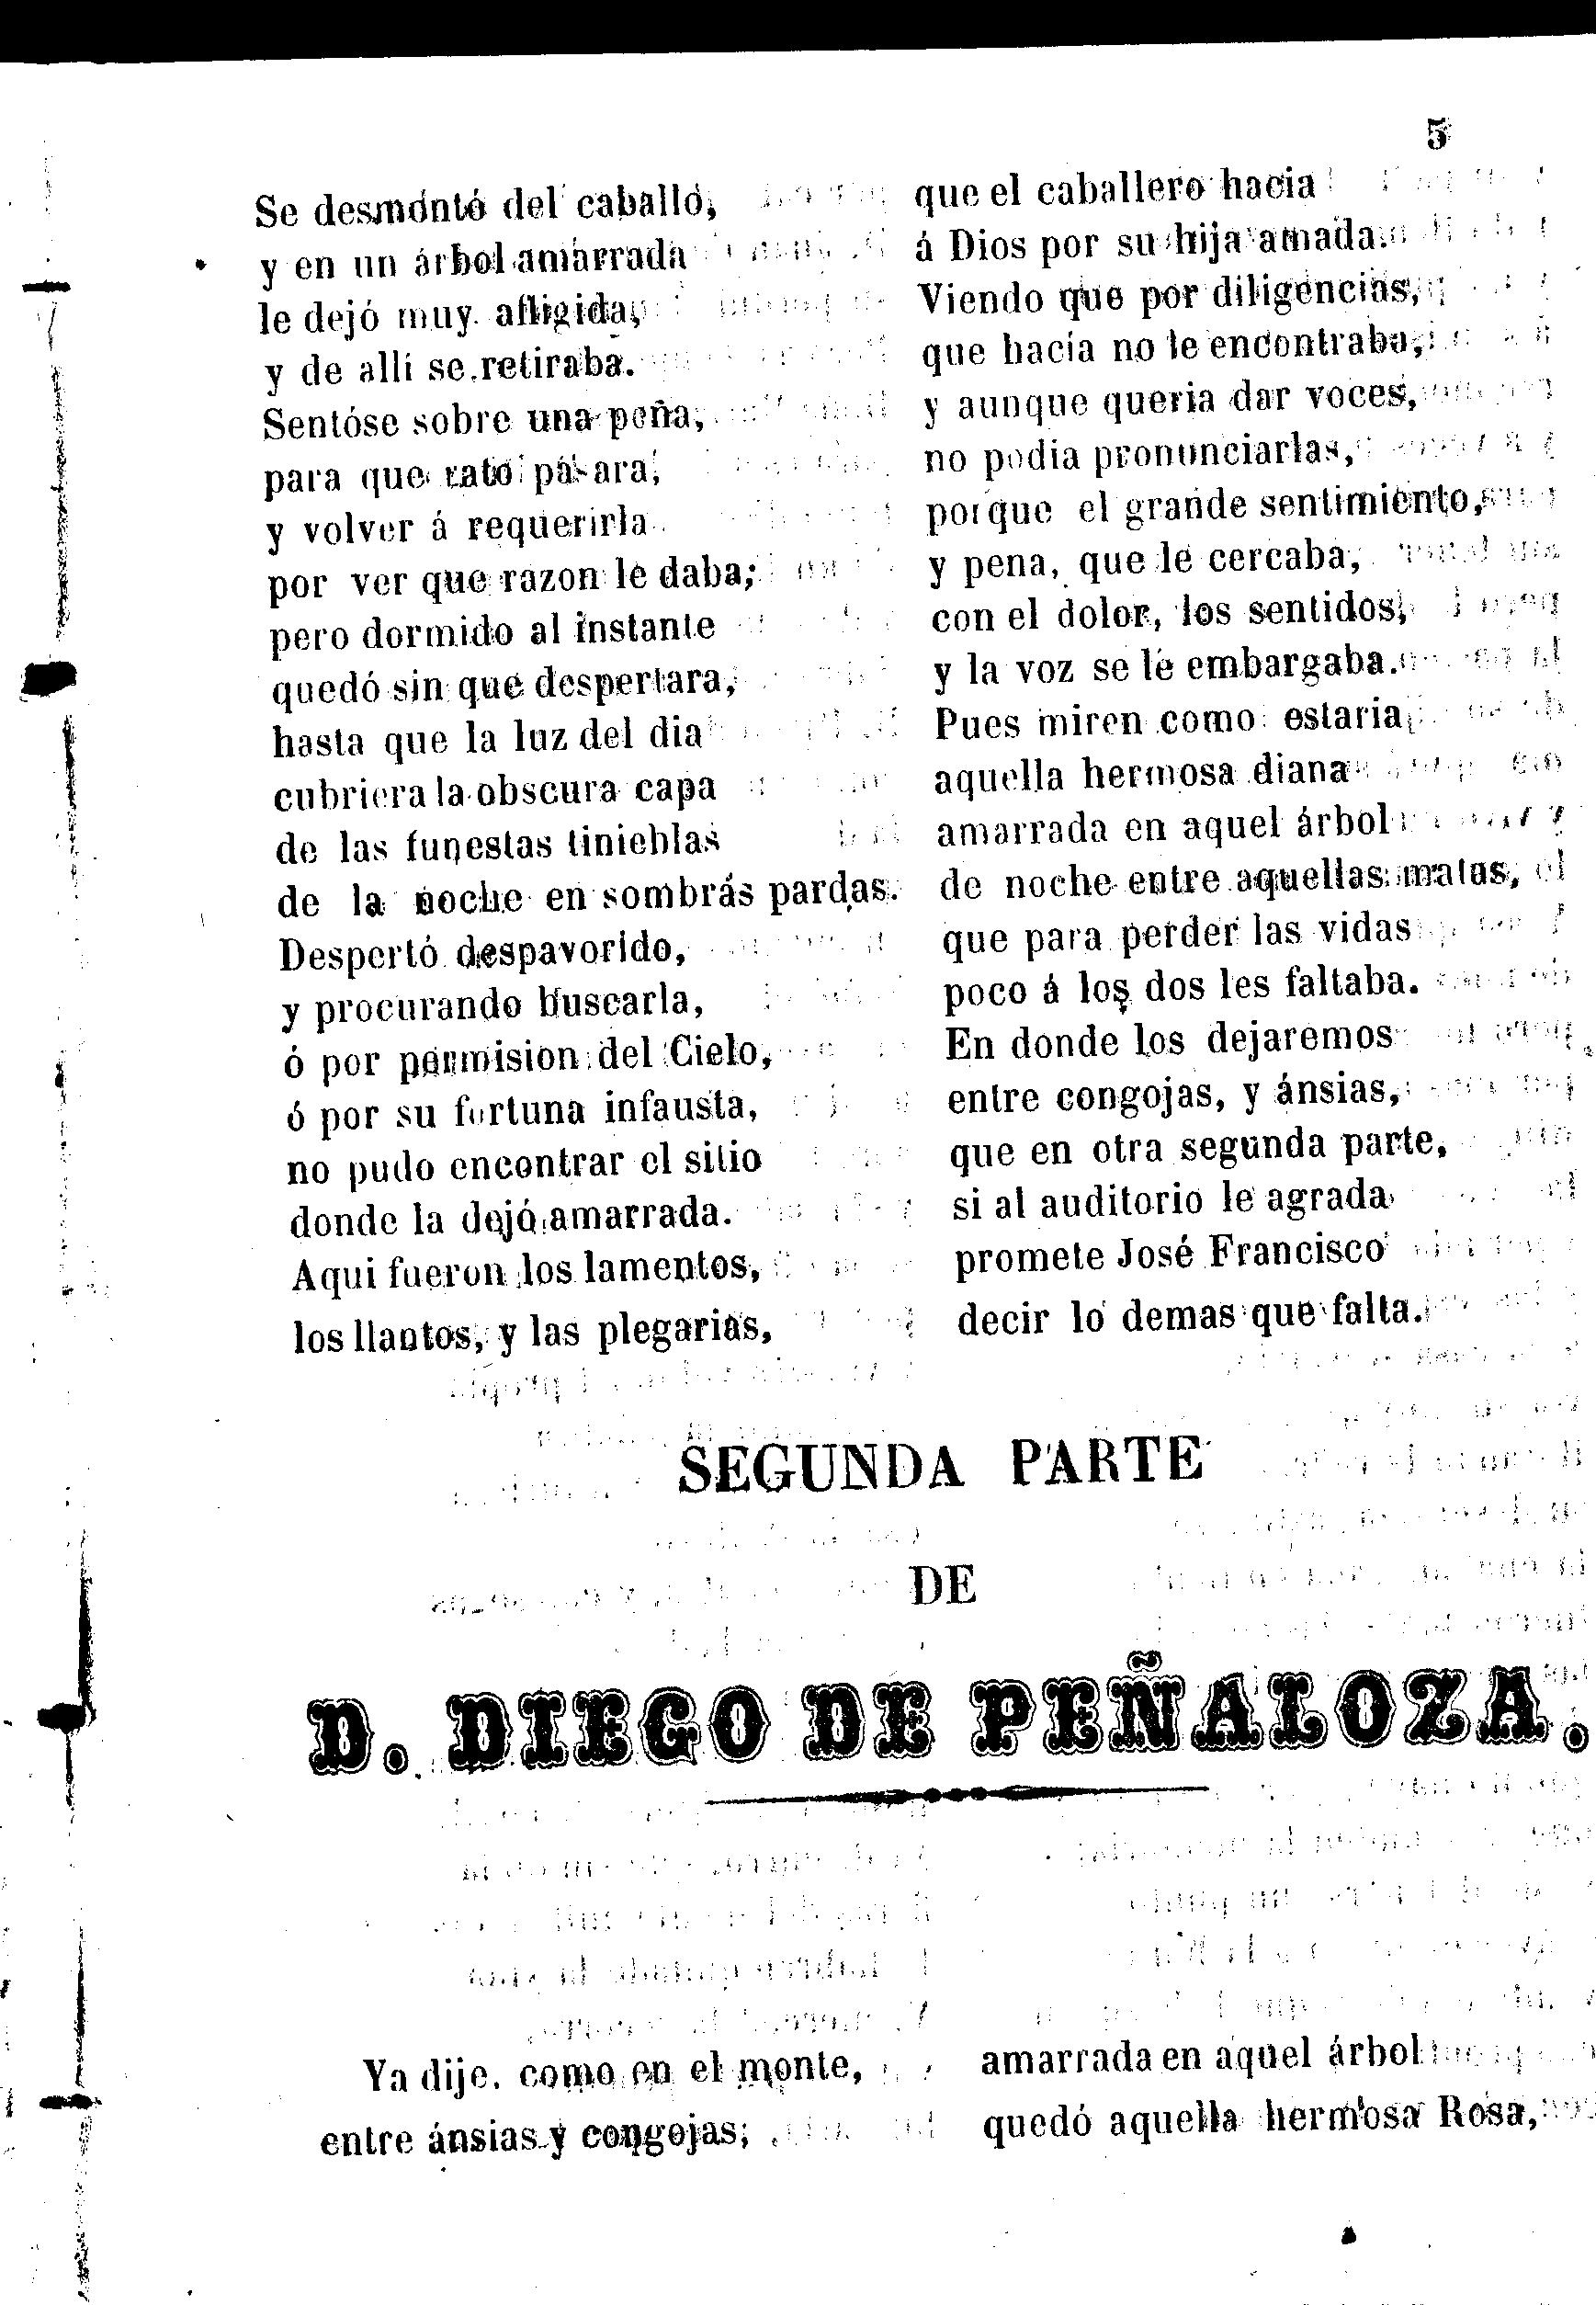 5
Se desmontó del caballo,
y en un árbol amarrada
le dejó muy afligida,
y de allí se retiraba.
Sentóse sobre una peña,
para que rato pasara,
y volver á requerirla
por ver que razon le daba;
pero dormido al instante
quedó sin que despertara,
hasta que la luz del dia
cubriera la obscura capa
de las funestas tinieblas
de la noche en sombrás pardas.
Despertó despavorido,
y procurando buscarla,
ó por permision del Cielo,
ó por su fortuna infausta,
no pudo encontrar el sitio
donde la dejó amarrada.
Aqui fueron los lamentos,
los llantos, y las plegarias,
que el caballero hacia
á Dios por su hija amada.
Viendo que por diligencias,
que hacía no le encontraba,
y aunque queria dar voces,
no podia pronunciarlas,
porque el grande sentimiento,
y pena, que le cercaba,
con el dolor, los sentidos,
y la voz se le embargaba.
Pues miren como estaria
aquella hermosa diana
amarrada en aquel árbol
de noche entre aquellas matas,
que para perder las vidas
poco á los dos les faltaba.
En donde los dejaremos
entre congojas, y ánsias,
que en otra segunda parte,
si al auditorio le agrada
promete José Francisco
decir lo demas que falta.
SEGUNDA PARTE
DE
D. DIEGO DE PEÑALOZA.
Ya dije. como en el monte,
entre ánsias y congojas;
amarrada en aquel árbol
quedó aquella hermosa Rosa,